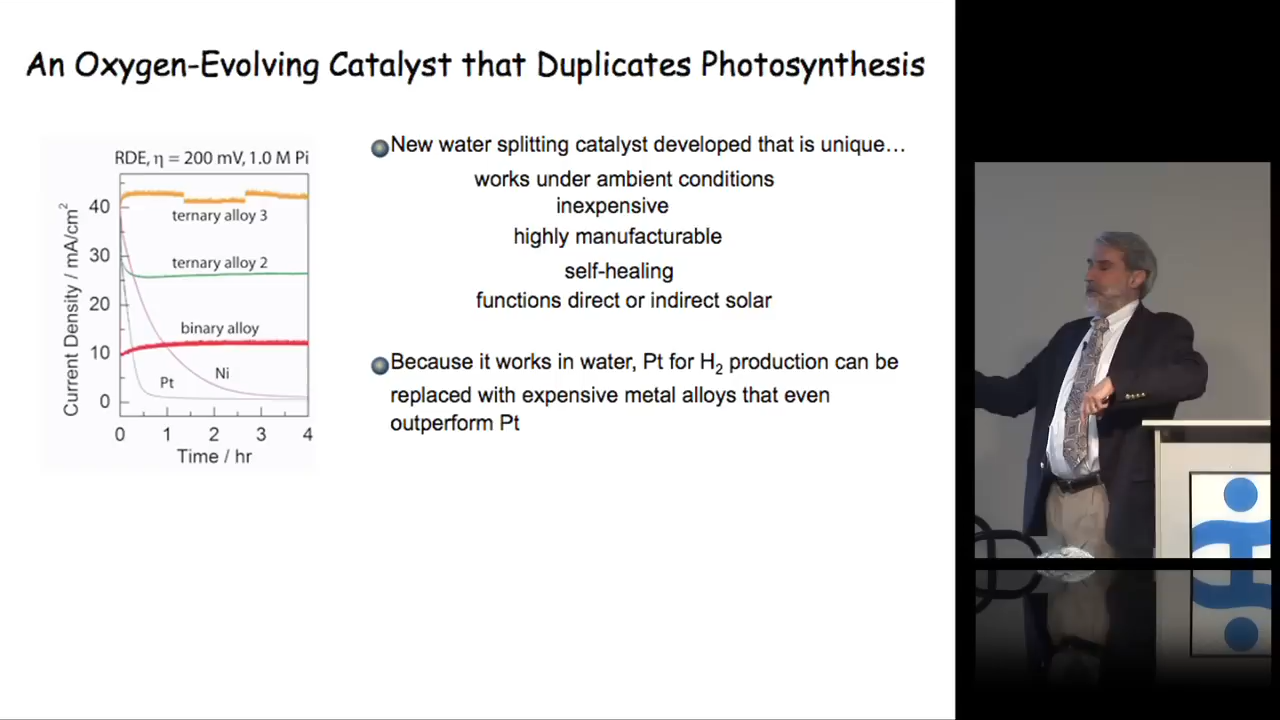 An Oxygen-Evolving Catalyst that Duplicates Photosynthesis
RDE, η = 200 mV, 1.0 M Pi
40
30
20
10
0
Current Density / mA/cm²
ternary alloy 3
ternary alloy 2
binary alloy
Pt
Ni
0 1 2 3 4
Time / hr
New water splitting catalyst developed that is unique…
works under ambient conditions
inexpensive
highly manufacturable
self-healing
functions direct or indirect solar
Because it works in water, Pt for H₂ production can be
replaced with expensive metal alloys that even
outperform Pt